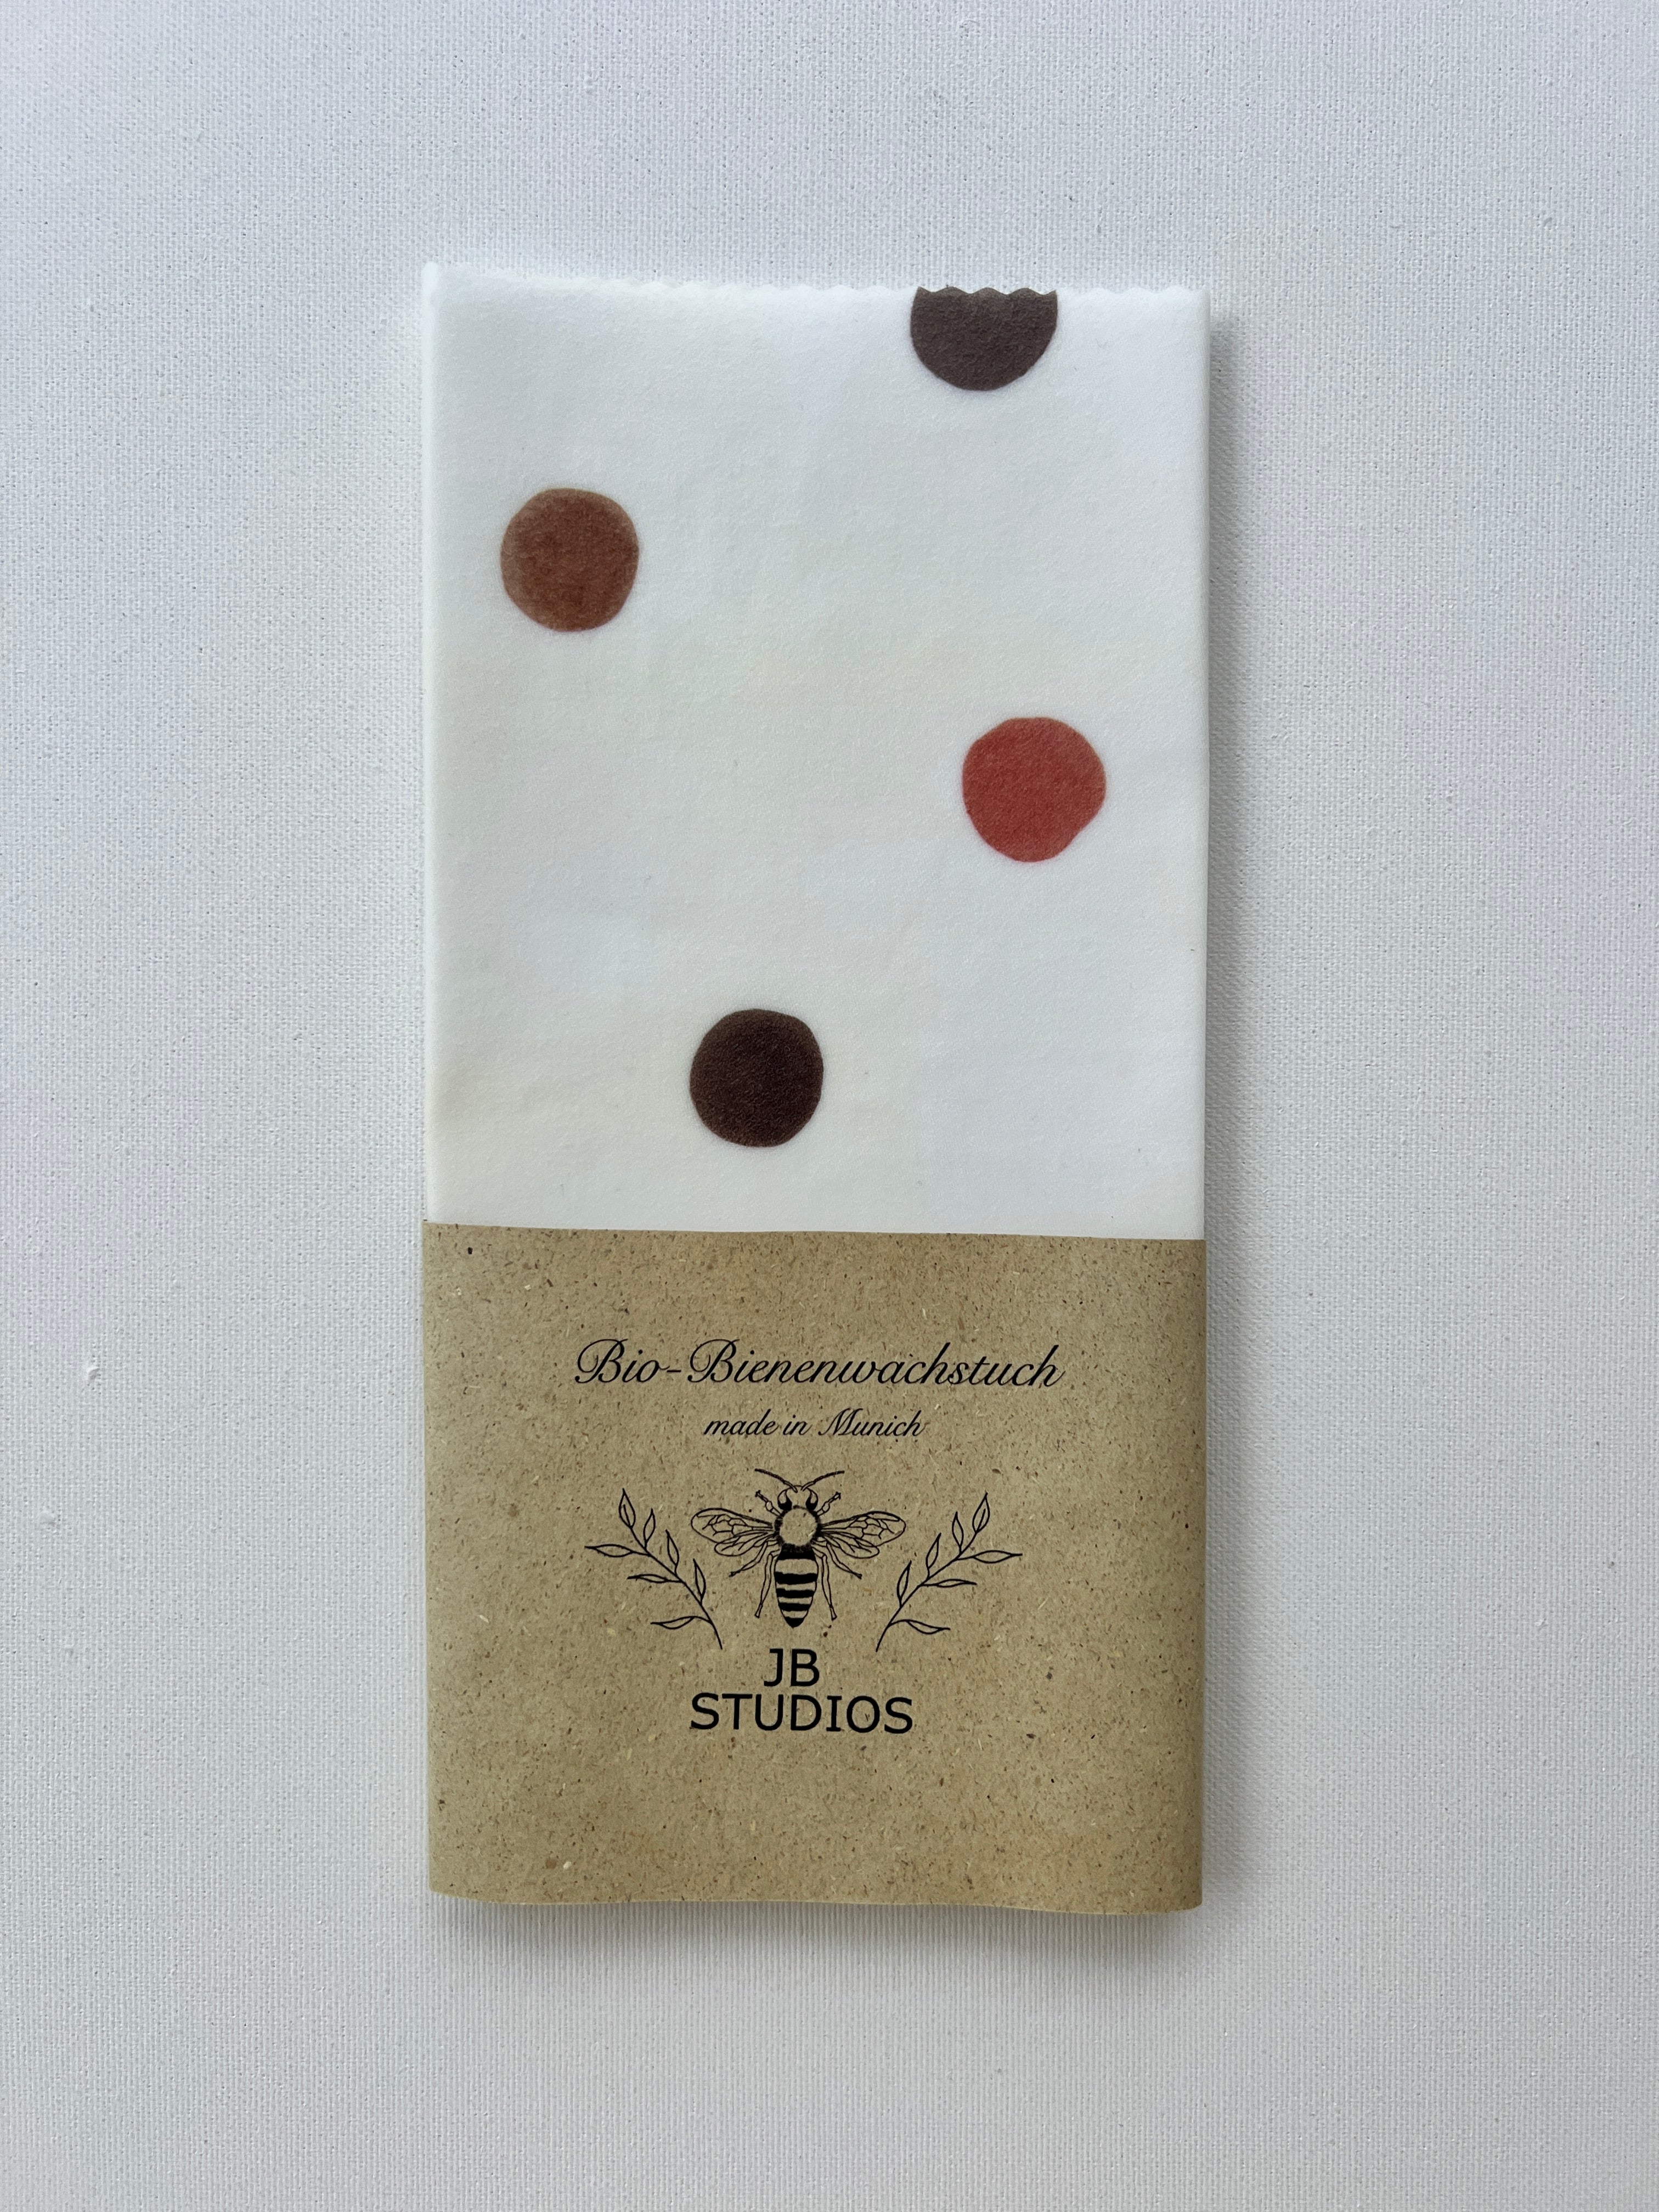 Bio-Bienenwachstuch
made in Munich
JB
STUDIOS